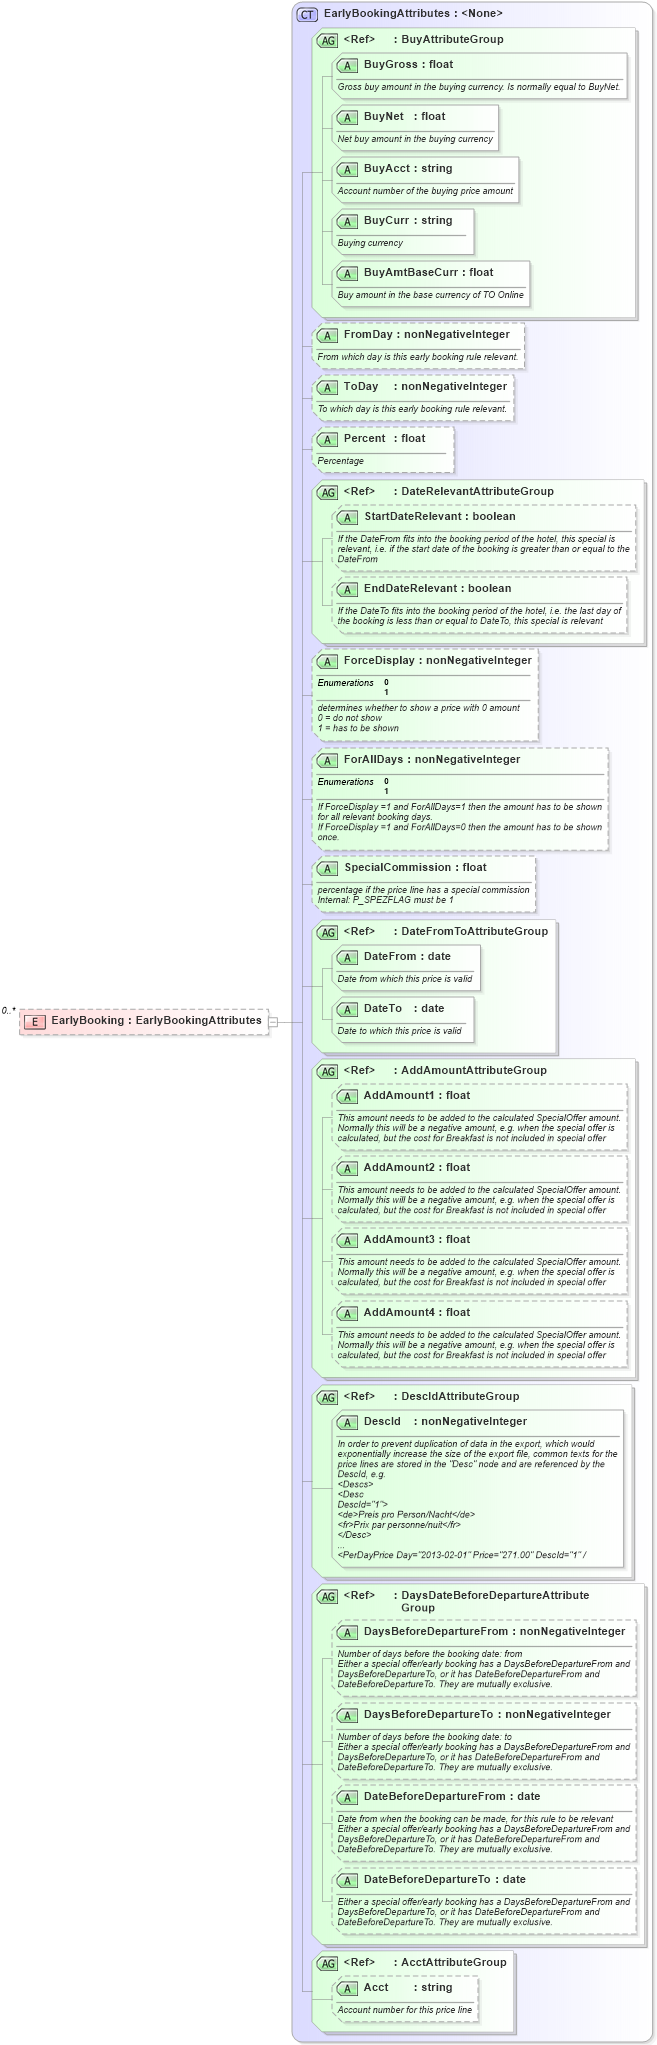 CT EarlyBookingAttributes : <None>
AG <Ref> : BuyAttributeGroup
A BuyGross : float
Gross buy amount in the buying currency. Is normally equal to BuyNet.
A BuyNet : float
Net buy amount in the buying currency
A BuyAcct : string
Account number of the buying price amount
A BuyCurr : string
Buying currency
A BuyAmtBaseCurr : float
Buy amount in the base currency of TO Online
A FromDay : nonNegativeInteger
From which day is this early booking rule relevant.
A ToDay : nonNegativeInteger
To which day is this early booking rule relevant.
A Percent : float
Percentage
AG <Ref> : DateRelevantAttributeGroup
A StartDateRelevant : boolean
If the DateFrom fits into the booking period of the hotel, this special is
relevant, i.e. if the start date of the booking is greater than or equal to the
DateFrom
A EndDateRelevant : boolean
If the DateTo fits into the booking period of the hotel, i.e. the last day of
the booking is less than or equal to DateTo, this special is relevant
A ForceDisplay : nonNegativeInteger
Enumerations 0
1
determines whether to show a price with 0 amount
0 = do not show
1 = has to be shown
A ForAllDays : nonNegativeInteger
Enumerations 0
1
If ForceDisplay =1 and ForAllDays=1 then the amount has to be shown
for all relevant booking days.
If ForceDisplay =1 and ForAllDays=0 then the amount has to be shown
once.
A SpecialCommission : float
percentage if the price line has a special commission
Internal: P_SPEZFLAG must be 1
AG <Ref> : DateFromToAttributeGroup
A DateFrom : date
Date from which this price is valid
A DateTo : date
Date to which this price is valid
0..*
E EarlyBooking : EarlyBookingAttributes
AG <Ref> : AddAmountAttributeGroup
A AddAmount1 : float
This amount needs to be added to the calculated SpecialOffer amount.
Normally this will be a negative amount, e.g. when the special offer is
calculated, but the cost for Breakfast is not included in special offer
A AddAmount2 : float
This amount needs to be added to the calculated SpecialOffer amount.
Normally this will be a negative amount, e.g. when the special offer is
calculated, but the cost for Breakfast is not included in special offer
A AddAmount3 : float
This amount needs to be added to the calculated SpecialOffer amount.
Normally this will be a negative amount, e.g. when the special offer is
calculated, but the cost for Breakfast is not included in special offer
A AddAmount4 : float
This amount needs to be added to the calculated SpecialOffer amount.
Normally this will be a negative amount, e.g. when the special offer is
calculated, but the cost for Breakfast is not included in special offer
AG <Ref> : DescIdAttributeGroup
A DescId : nonNegativeInteger
In order to prevent duplication of data in the export, which would
exponentially increase the size of the export file, common texts for the
price lines are stored in the "Desc" node and are referenced by the
DescId, e.g.
<Descs>
<Desc
DescId="1">
<de>Preis pro Person/Nacht</de>
<fr>Prix par personne/nuit</fr>
</Desc>
...
<PerDayPrice Day="2013-02-01" Price="271.00" DescId="1" /
AG <Ref> : DaysDateBeforeDepartureAttribute
Group
A DaysBeforeDepartureFrom : nonNegativeInteger
Number of days before the booking date: from
Either a special offer/early booking has a DaysBeforeDepartureFrom and
DaysBeforeDepartureTo, or it has DateBeforeDepartureFrom and
DateBeforeDepartureTo. They are mutually exclusive.
A DaysBeforeDepartureTo : nonNegativeInteger
Number of days before the booking date: to
Either a special offer/early booking has a DaysBeforeDepartureFrom and
DaysBeforeDepartureTo, or it has DateBeforeDepartureFrom and
DateBeforeDepartureTo. They are mutually exclusive.
A DateBeforeDepartureFrom : date
Date from when the booking can be made, for this rule to be relevant
Either a special offer/early booking has a DaysBeforeDepartureFrom and
DaysBeforeDepartureTo, or it has DateBeforeDepartureFrom and
DateBeforeDepartureTo. They are mutually exclusive.
A DateBeforeDepartureTo : date
Either a special offer/early booking has a DaysBeforeDepartureFrom and
DaysBeforeDepartureTo, or it has DateBeforeDepartureFrom and
DateBeforeDepartureTo. They are mutually exclusive.
AG <Ref> : AcctAttributeGroup
A Acct : string
Account number for this price line